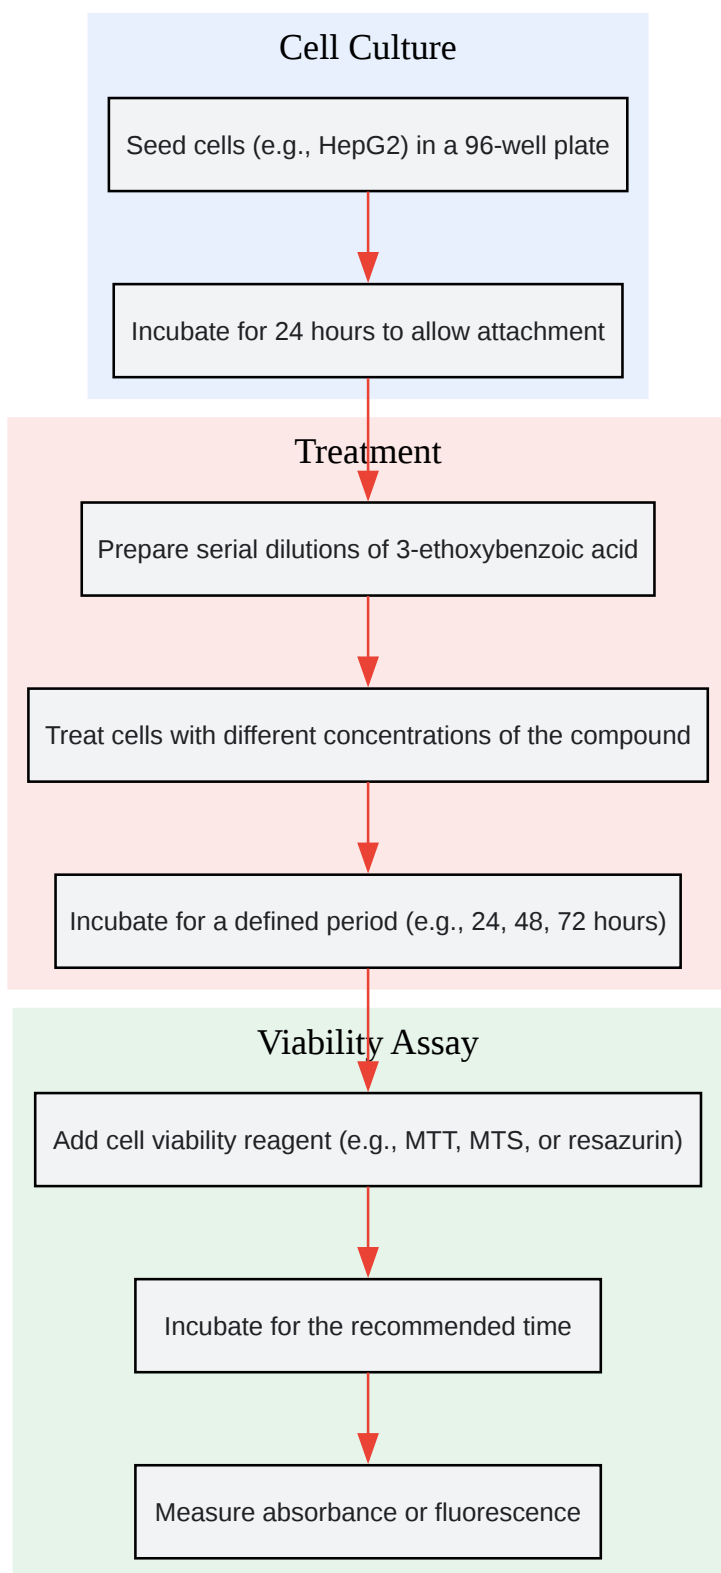 Cell Culture
Seed cells (e.g., HepG2) in a 96-well plate
Incubate for 24 hours to allow attachment
Treatment
Prepare serial dilutions of 3-ethoxybenzoic acid
Treat cells with different concentrations of the compound
Incubate for a defined period (e.g., 24, 48, 72 hours)
Viability Assay
Add cell viability reagent (e.g., MTT, MTS, or resazurin)
Incubate for the recommended time
Measure absorbance or fluorescence